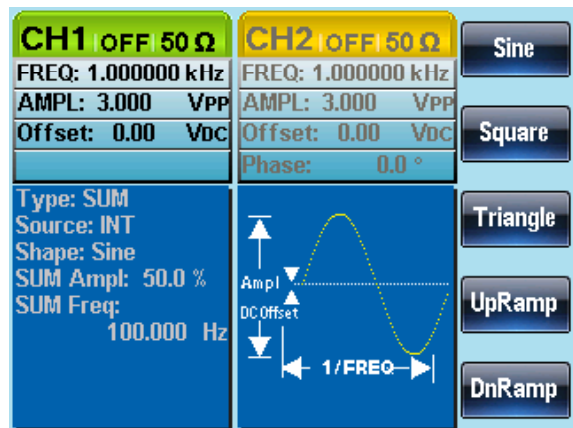 CH1 OFF 50 Ω
FREQ: 1.000000 kHz
AMPL: 3.000 VPP
Offset: 0.00 VDC
CH2 OFF 50 Ω
FREQ: 1.000000 kHz
AMPL: 3.000 VPP
Offset: 0.00 VDC
Phase: 0.0 °
Type: SUM
Source: INT
Shape: Sine
SUM Ampl: 50.0 %
SUM Freq:
100.000 Hz
Ampl
DC Offset
1/FREQ
Sine
Square
Triangle
UpRamp
DnRamp